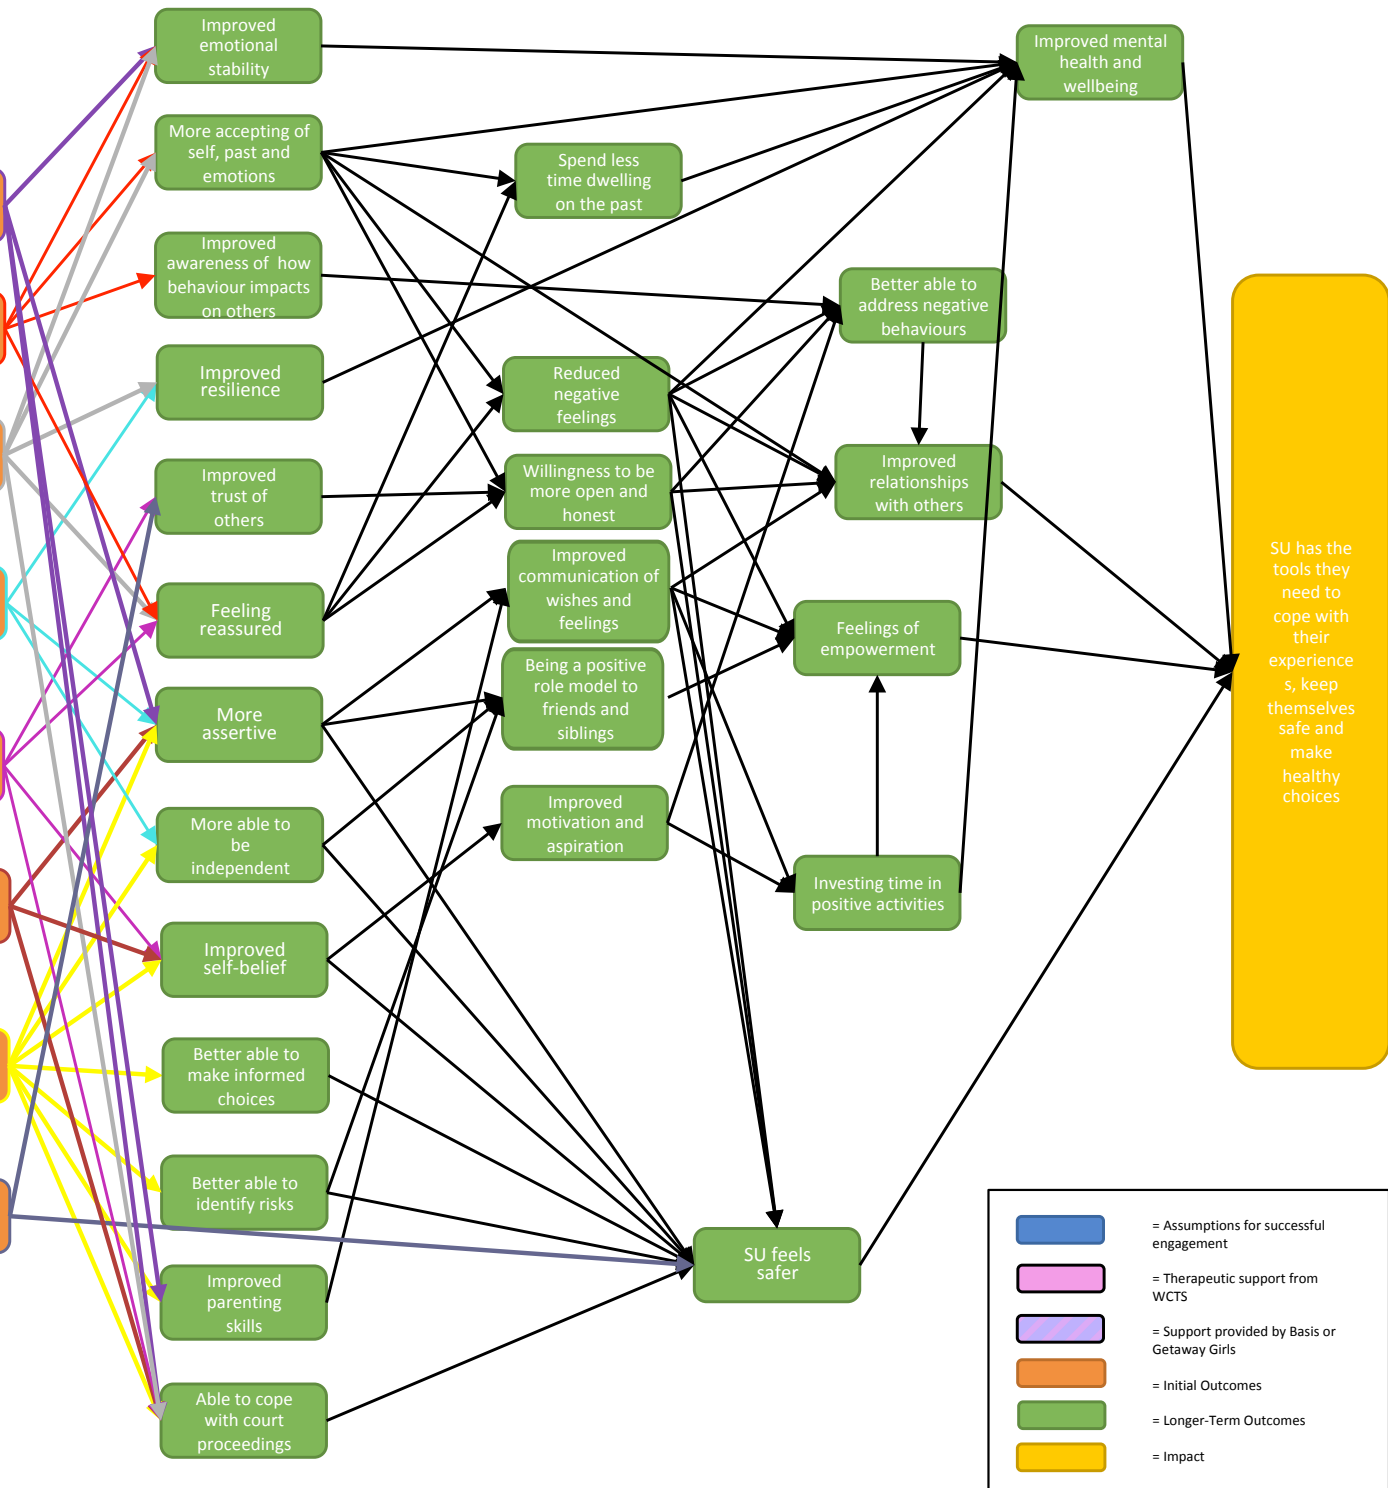 Improved
emotional
stability
More accepting of
self, past and
emotions
Improved
awareness of how
behaviour impacts
on others
Improved
resilience
Improved
trust of
others
Feeling
reassured
More
assertive
More able to
be
independent
Improved
self-belief
Better able to
make informed
choices
Better able to
identify risks
Improved
parenting
skills
Able to cope
with court
proceedings
Spend less
time dwelling
on the past
Reduced
negative
feelings
Willingness to be
more open and
honest
Improved
communication of
wishes and
feelings
Being a positive
role model to
friends and
siblings
Improved
motivation and
aspiration
SU feels
safer
Better able to
address negative
behaviours
Improved
relationships
with others
Feelings of
empowerment
Investing time in
positive activities
Improved mental
health and
wellbeing
SU has the
tools they
need to
cope with
their
experience
s, keep
themselves
safe and
make
healthy
choices
= Assumptions for successful
engagement
= Therapeutic support from
WCTS
= Support provided by Basis or
Getaway Girls
= Initial Outcomes
= Longer-Term Outcomes
= Impact